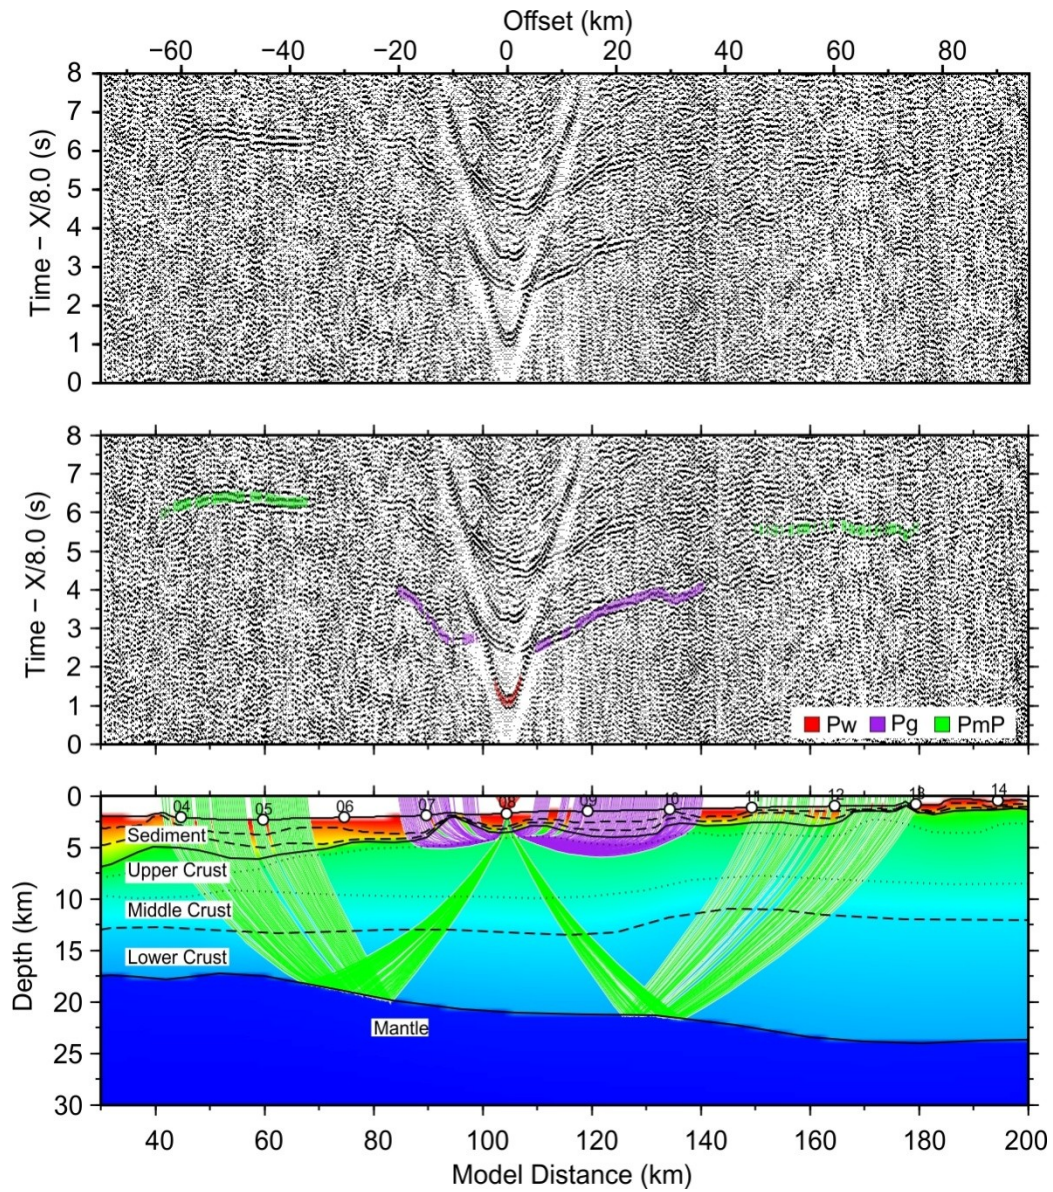 Offset (km)
−60 −40 −20 0 20 40 60 80
8
7
6
5
4
3
2
1
0
Time − X/8.0 (s)
8
7
6
5
4
3
2
1
0
Time − X/8.0 (s)
Pw Pg PmP
0
5
10
15
20
25
30
Depth (km)
04 05 06 07 09 10 12 13 14
Sediment
Upper Crust
Middle Crust
Lower Crust
Mantle
40 60 80 100 120 140 160 180 200
Model Distance (km)